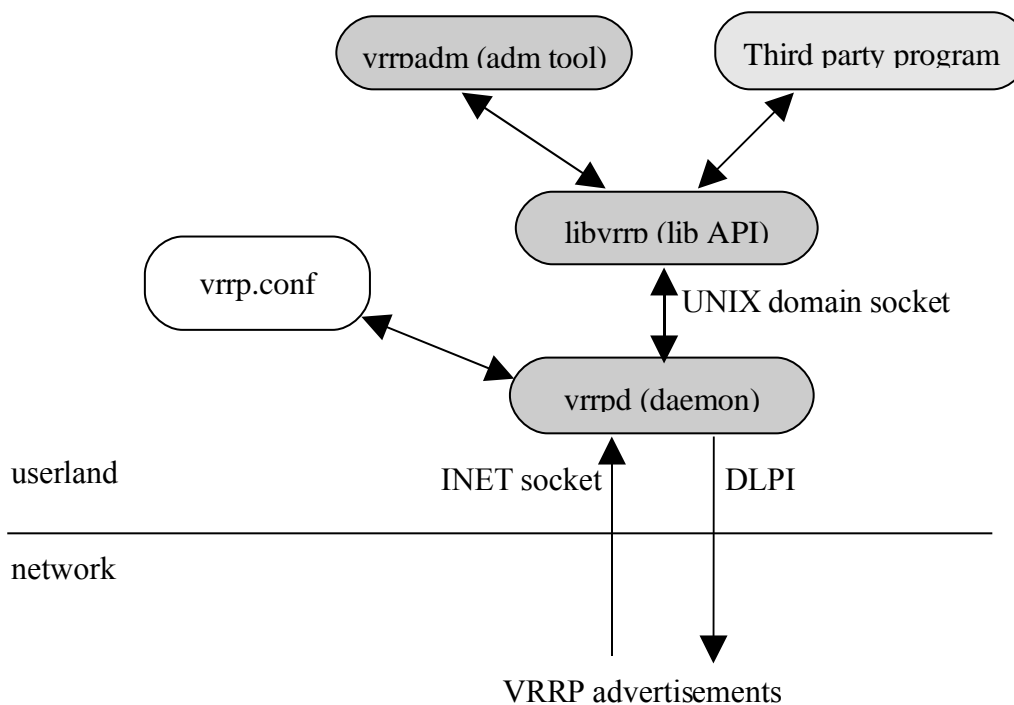 vrrpadm (adm tool)
Third party program
libvrrp (lib API)
vrrp.conf
UNIX domain socket
vrrpd (daemon)
userland
INET socket
DLPI
network
VRRP advertisements